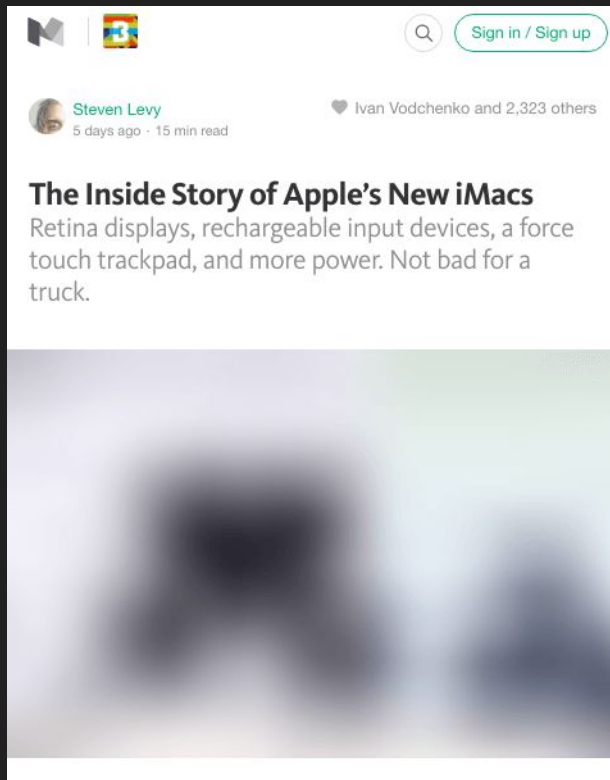 3
Sign in / Sign up
Steven Levy
5 days ago · 15 min read
Ivan Vodchenko and 2,323 others
The Inside Story of Apple’s New iMacs
Retina displays, rechargeable input devices, a force
touch trackpad, and more power. Not bad for a
truck.